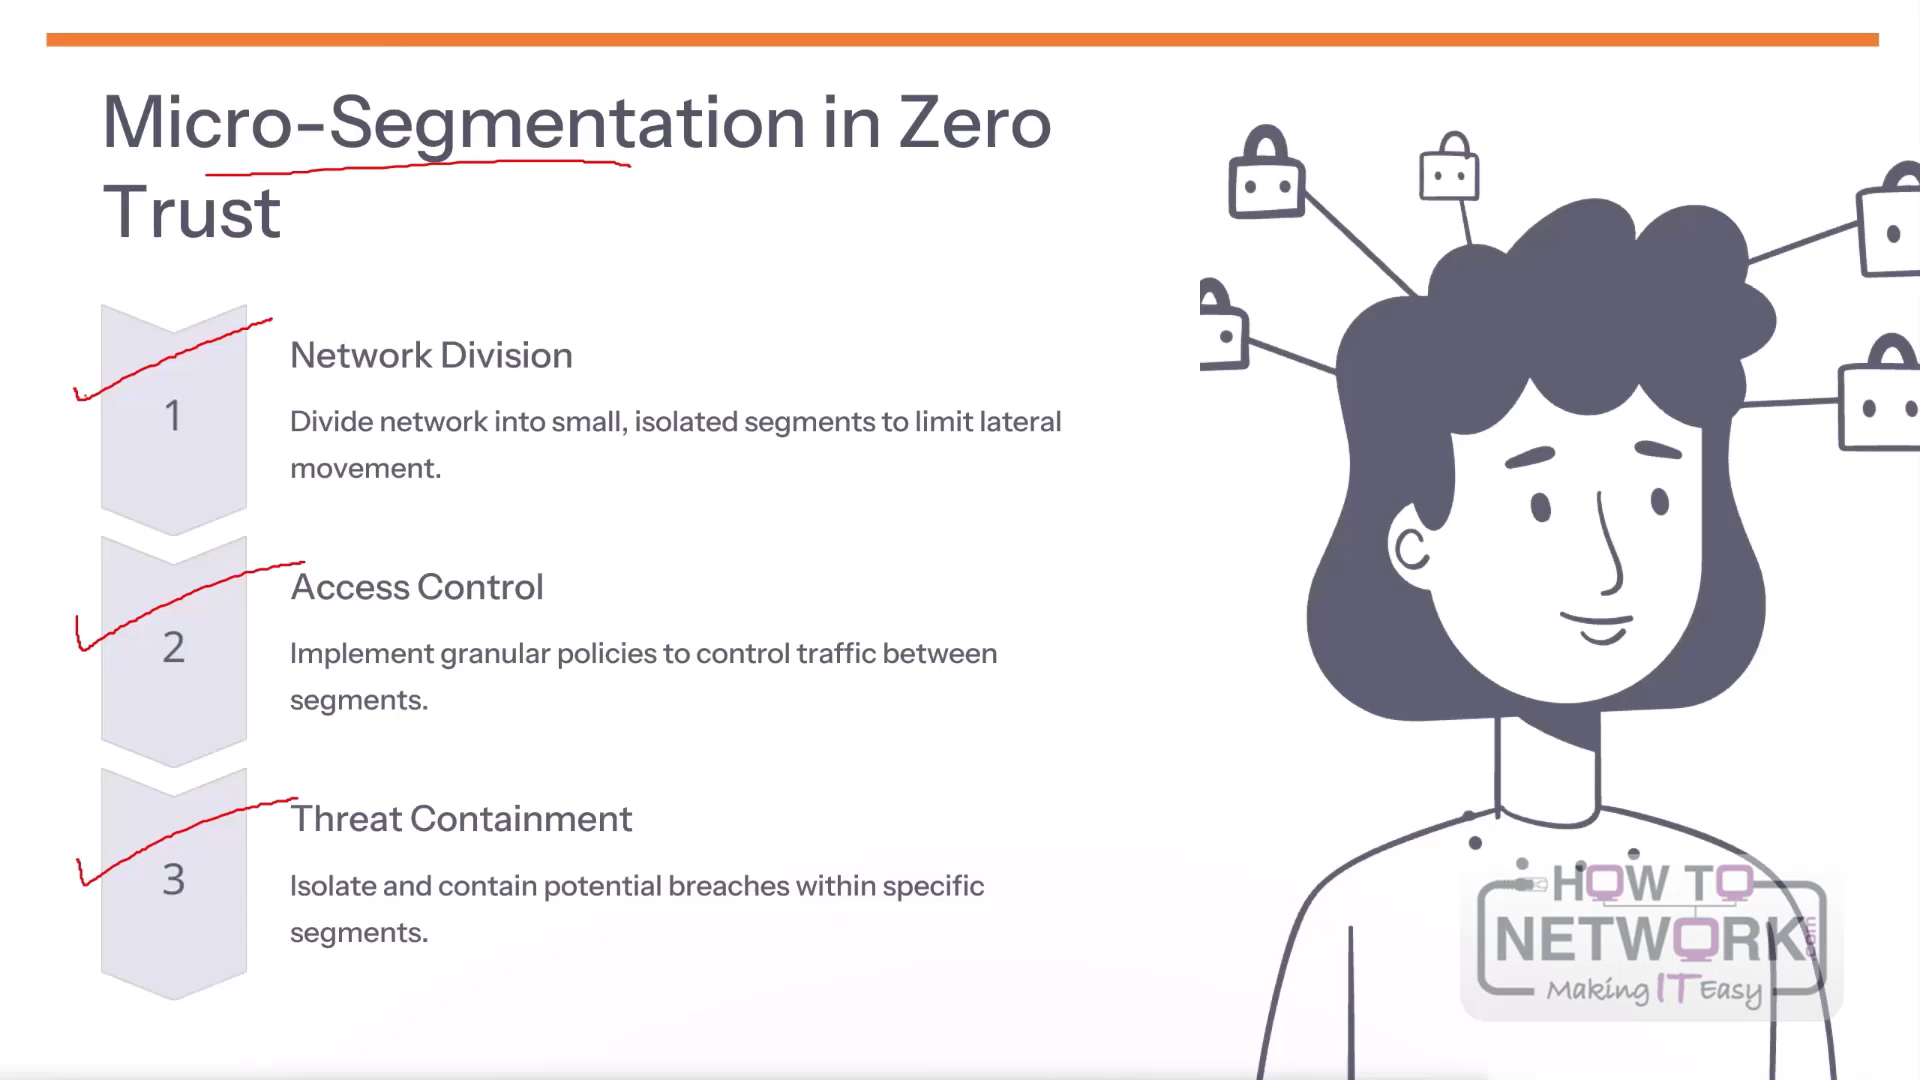 Micro-Segmentation in Zero
Trust
1
Network Division
Divide network into small, isolated segments to limit lateral
movement.
2
Access Control
Implement granular policies to control traffic between
segments.
3
Threat Containment
Isolate and contain potential breaches within specific
segments.
HOW TO
NETWORK.com
Making IT Easy